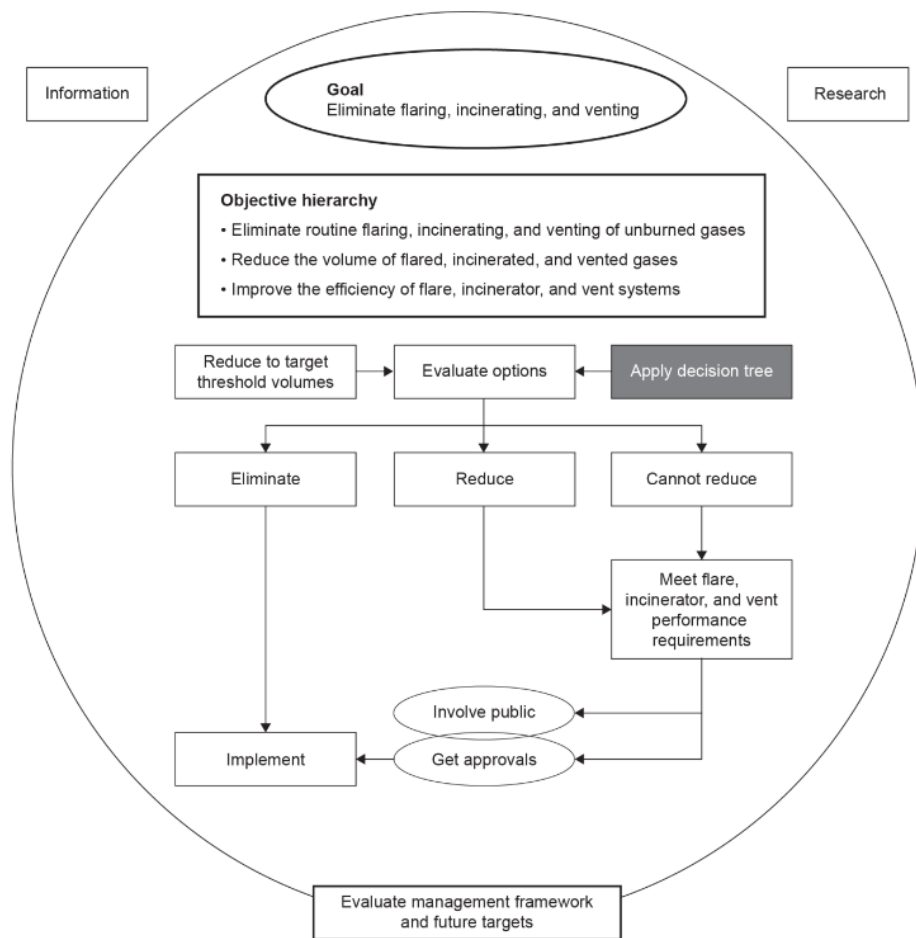 Information
Goal
Eliminate flaring, incinerating, and venting
Research
Objective hierarchy
• Eliminate routine flaring, incinerating, and venting of unburned gases
• Reduce the volume of flared, incinerated, and vented gases
• Improve the efficiency of flare, incinerator, and vent systems
Reduce to target
threshold volumes
Evaluate options
Apply decision tree
Eliminate
Reduce
Cannot reduce
Meet flare,
incinerator, and vent
performance
requirements
Involve public
Implement
Get approvals
Evaluate management framework
and future targets